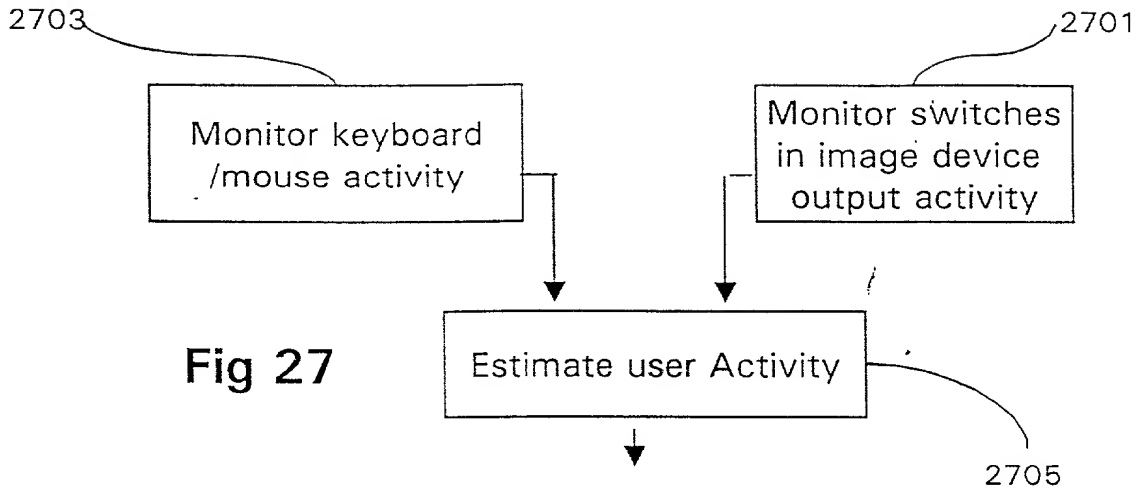 2703
2701
Monitor keyboard
/mouse activity
Monitor switches
in image device
output activity
Fig 27
Estimate user Activity
2705